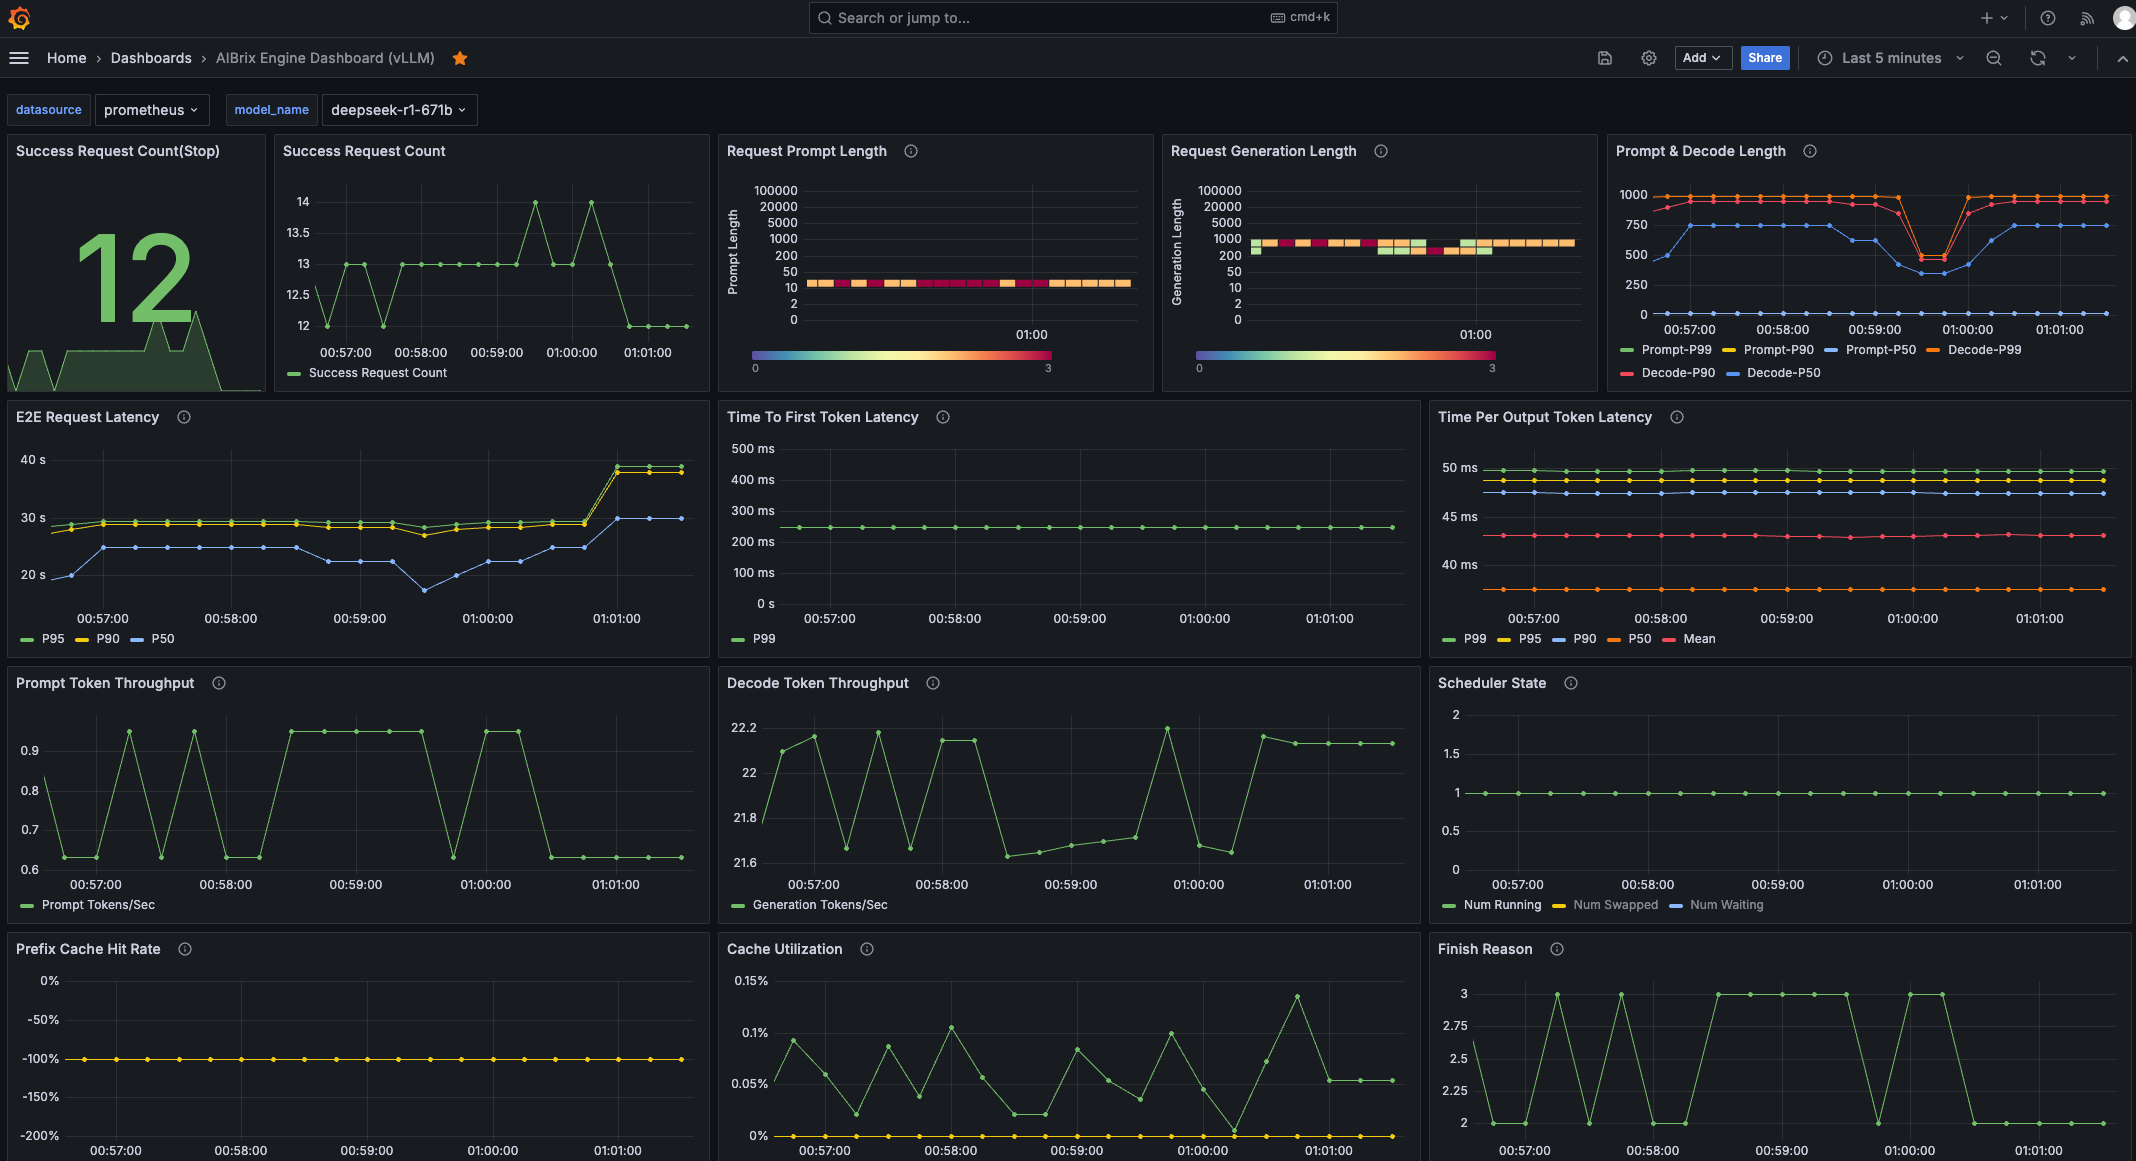 Search or jump to...
cmd+k
Home › Dashboards › AIBrix Engine Dashboard (vLLM)
Add
Share
Last 5 minutes
datasource
prometheus
model_name
deepseek-r1-671b
Success Request Count(Stop)
12
Success Request Count
14
13.5
13
12.5
12
00:57:00 00:58:00 00:59:00 01:00:00 01:01:00
Success Request Count
Request Prompt Length
Prompt Length
100000
20000
5000
1000
200
50
10
2
0
01:00
0 3
Request Generation Length
Generation Length
100000
20000
5000
1000
200
50
10
2
0
01:00
0 3
Prompt & Decode Length
1000
750
500
250
0
00:57:00 00:58:00 00:59:00 01:00:00 01:01:00
Prompt-P99 Prompt-P90 Prompt-P50 Decode-P99
Decode-P90 Decode-P50
E2E Request Latency
40 s
30 s
20 s
00:57:00 00:58:00 00:59:00 01:00:00 01:01:00
P95 P90 P50
Time To First Token Latency
500 ms
400 ms
300 ms
200 ms
100 ms
0 s
00:57:00 00:58:00 00:59:00 01:00:00 01:01:00
P99
Time Per Output Token Latency
50 ms
45 ms
40 ms
00:57:00 00:58:00 00:59:00 01:00:00 01:01:00
P99 P95 P90 P50 Mean
Prompt Token Throughput
0.9
0.8
0.7
0.6
00:57:00 00:58:00 00:59:00 01:00:00 01:01:00
Prompt Tokens/Sec
Decode Token Throughput
22.2
22
21.8
21.6
00:57:00 00:58:00 00:59:00 01:00:00 01:01:00
Generation Tokens/Sec
Scheduler State
2
1.5
1
0.5
0
00:57:00 00:58:00 00:59:00 01:00:00 01:01:00
Num Running Num Swapped Num Waiting
Prefix Cache Hit Rate
0%
-50%
-100%
-150%
-200%
00:57:00 00:58:00 00:59:00 01:00:00 01:01:00
Cache Utilization
0.15%
0.1%
0.05%
0%
00:57:00 00:58:00 00:59:00 01:00:00 01:01:00
Finish Reason
3
2.75
2.5
2.25
2
00:57:00 00:58:00 00:59:00 01:00:00 01:01:00